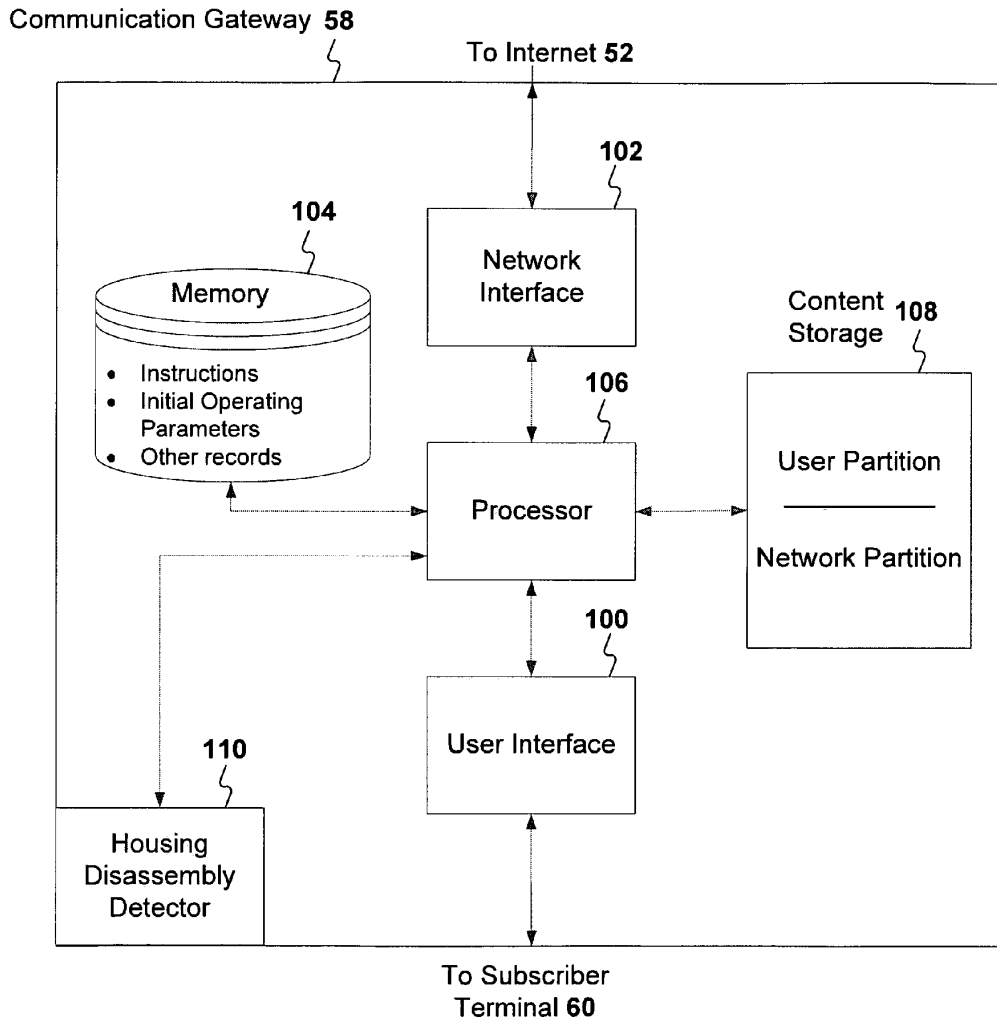 Communication Gateway 58
To Internet 52
102
Network
Interface
104
Memory
• Instructions
• Initial Operating
Parameters
• Other records
106
Processor
Content
Storage 108
User Partition
Network Partition
100
User Interface
110
Housing
Disassembly
Detector
To Subscriber
Terminal 60